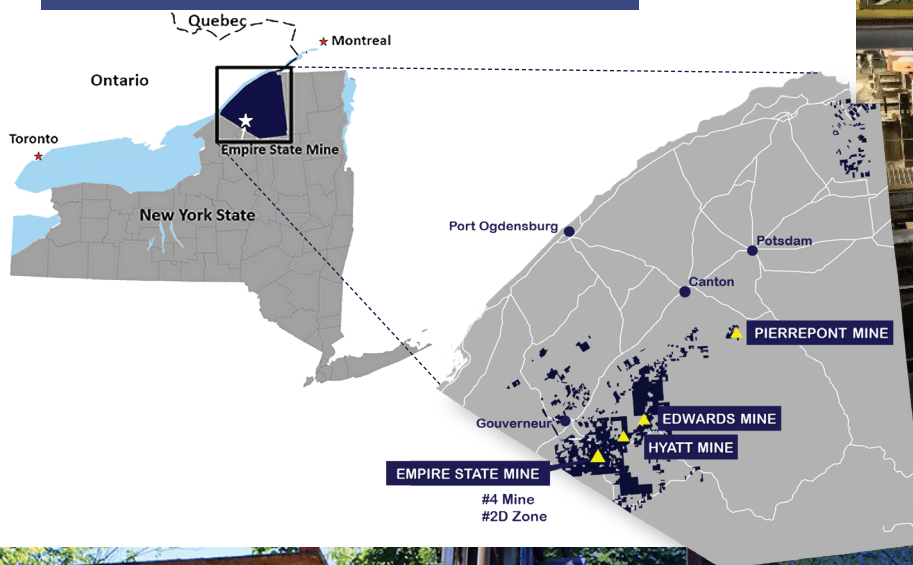 Quebec
Montreal
Ontario
Toronto
Empire State Mine
New York State
Port Ogdensburg
Potsdam
Canton
PIERREPONT MINE
Gouverneur
EDWARDS MINE
HYATT MINE
EMPIRE STATE MINE
#4 Mine
#2D Zone